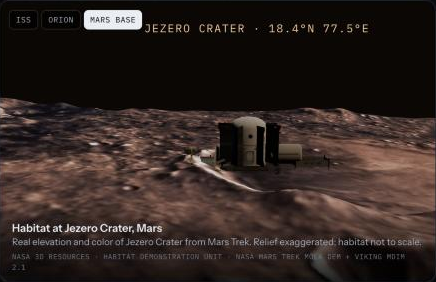 ISS ORION MARS BASE
JEZERO CRATER · 18.4°N 77.5°E
Habitat at Jezero Crater, Mars
Real elevation and color of Jezero Crater from Mars Trek. Relief exaggerated; habitat not to scale.
NASA 3D RESOURCES · HABITAT DEMONSTRATION UNIT · NASA MARS TREK MOLA DEM + VIKING MDIM
2.1